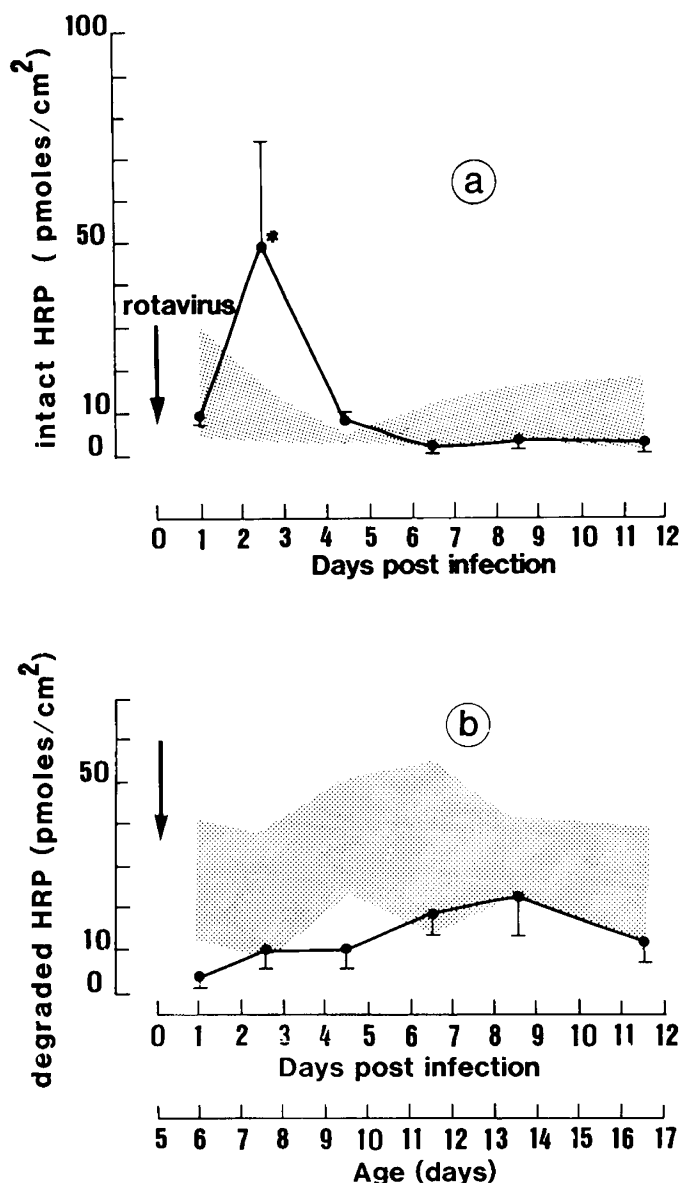 100
50
10
0
intact HRP ( pmoles/cm2)
a
*
rotavirus
0 1 2 3 4 5 6 7 8 9 10 11 12
Days post infection
50
10
0
degraded HRP (pmoles/cm2)
b
0 1 2 3 4 5 6 7 8 9 10 11 12
Days post infection
5 6 7 8 9 10 11 12 13 14 15 16 17
Age (days)